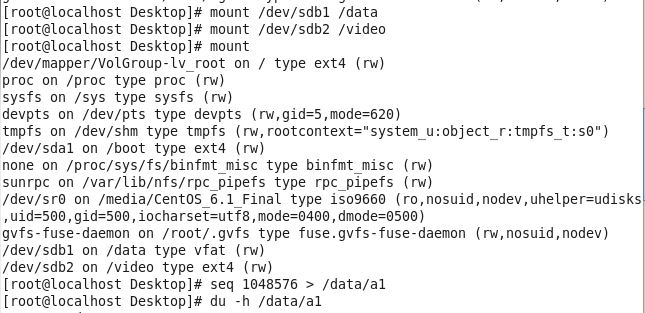 [root@localhost Desktop]# mount /dev/sdb1 /data
[root@localhost Desktop]# mount /dev/sdb2 /video
[root@localhost Desktop]# mount
/dev/mapper/VolGroup-lv_root on / type ext4 (rw)
proc on /proc type proc (rw)
sysfs on /sys type sysfs (rw)
devpts on /dev/pts type devpts (rw,gid=5,mode=620)
tmpfs on /dev/shm type tmpfs (rw,rootcontext="system_u:object_r:tmpfs_t:s0")
/dev/sda1 on /boot type ext4 (rw)
none on /proc/sys/fs/binfmt_misc type binfmt_misc (rw)
sunrpc on /var/lib/nfs/rpc_pipefs type rpc_pipefs (rw)
/dev/sr0 on /media/CentOS_6.1_Final type iso9660 (ro,nosuid,nodev,uhelper=udisks
,uid=500,gid=500,iocharset=utf8,mode=0400,dmode=0500)
gvfs-fuse-daemon on /root/.gvfs type fuse.gvfs-fuse-daemon (rw,nosuid,nodev)
/dev/sdb1 on /data type vfat (rw)
/dev/sdb2 on /video type ext4 (rw)
[root@localhost Desktop]# seq 1048576 > /data/a1
[root@localhost Desktop]# du -h /data/a1